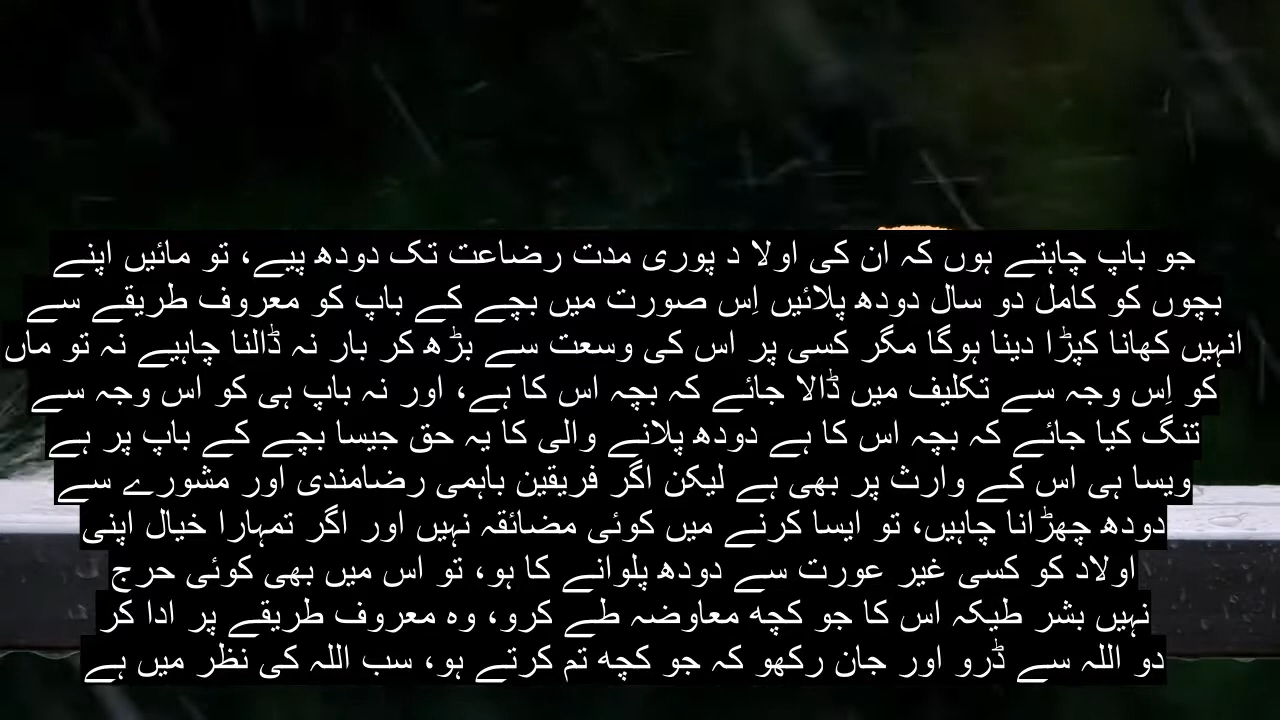 جو باپ چاہتے ہوں کہ ان کی اولا د پوری مدت رضاعت تک دودھ پیے، تو مائیں اپنے
بچوں کو کامل دو سال دودھ پلائیں اِس صورت میں بچے کے باپ کو معروف طریقے سے
انہیں کھانا کپڑا دینا ہوگا مگر کسی پر اس کی وسعت سے بڑھ کر بار نہ ڈالنا چاہیے نہ تو ماں
کو اِس وجہ سے تکلیف میں ڈالا جائے کہ بچہ اس کا ہے، اور نہ باپ ہی کو اس وجہ سے
تنگ کیا جائے کہ بچہ اس کا ہے دودھ پلانے والی کا یہ حق جیسا بچے کے باپ پر ہے
ویسا ہی اس کے وارث پر بھی ہے لیکن اگر فریقین باہمی رضامندی اور مشورے سے
دودھ چھڑانا چاہیں، تو ایسا کرنے میں کوئی مضائقہ نہیں اور اگر تمہارا خیال اپنی
اولاد کو کسی غیر عورت سے دودھ پلوانے کا ہو، تو اس میں بھی کوئی حرج
نہیں بشر طیکہ اس کا جو کچھ معاوضہ طے کرو، وہ معروف طریقے پر ادا کر
دو اللہ سے ڈرو اور جان رکھو کہ جو کچھ تم کرتے ہو، سب اللہ کی نظر میں ہے